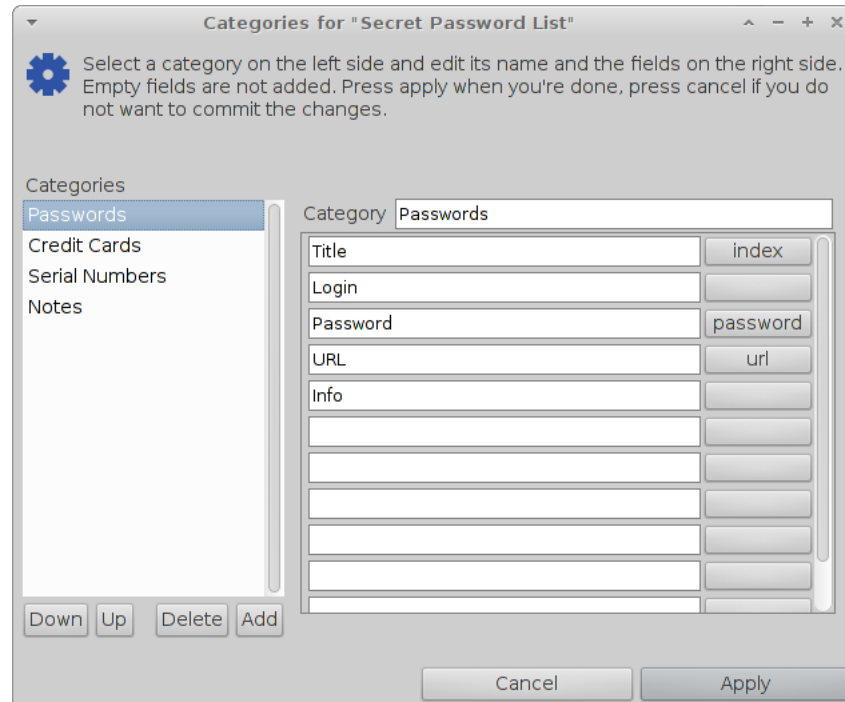 Categories for "Secret Password List"
Select a category on the left side and edit its name and the fields on the right side.
Empty fields are not added. Press apply when you're done, press cancel if you do
not want to commit the changes.
Categories
Passwords
Credit Cards
Serial Numbers
Notes
Down Up Delete Add
Category Passwords
Title index
Login
Password password
URL url
Info
Cancel Apply